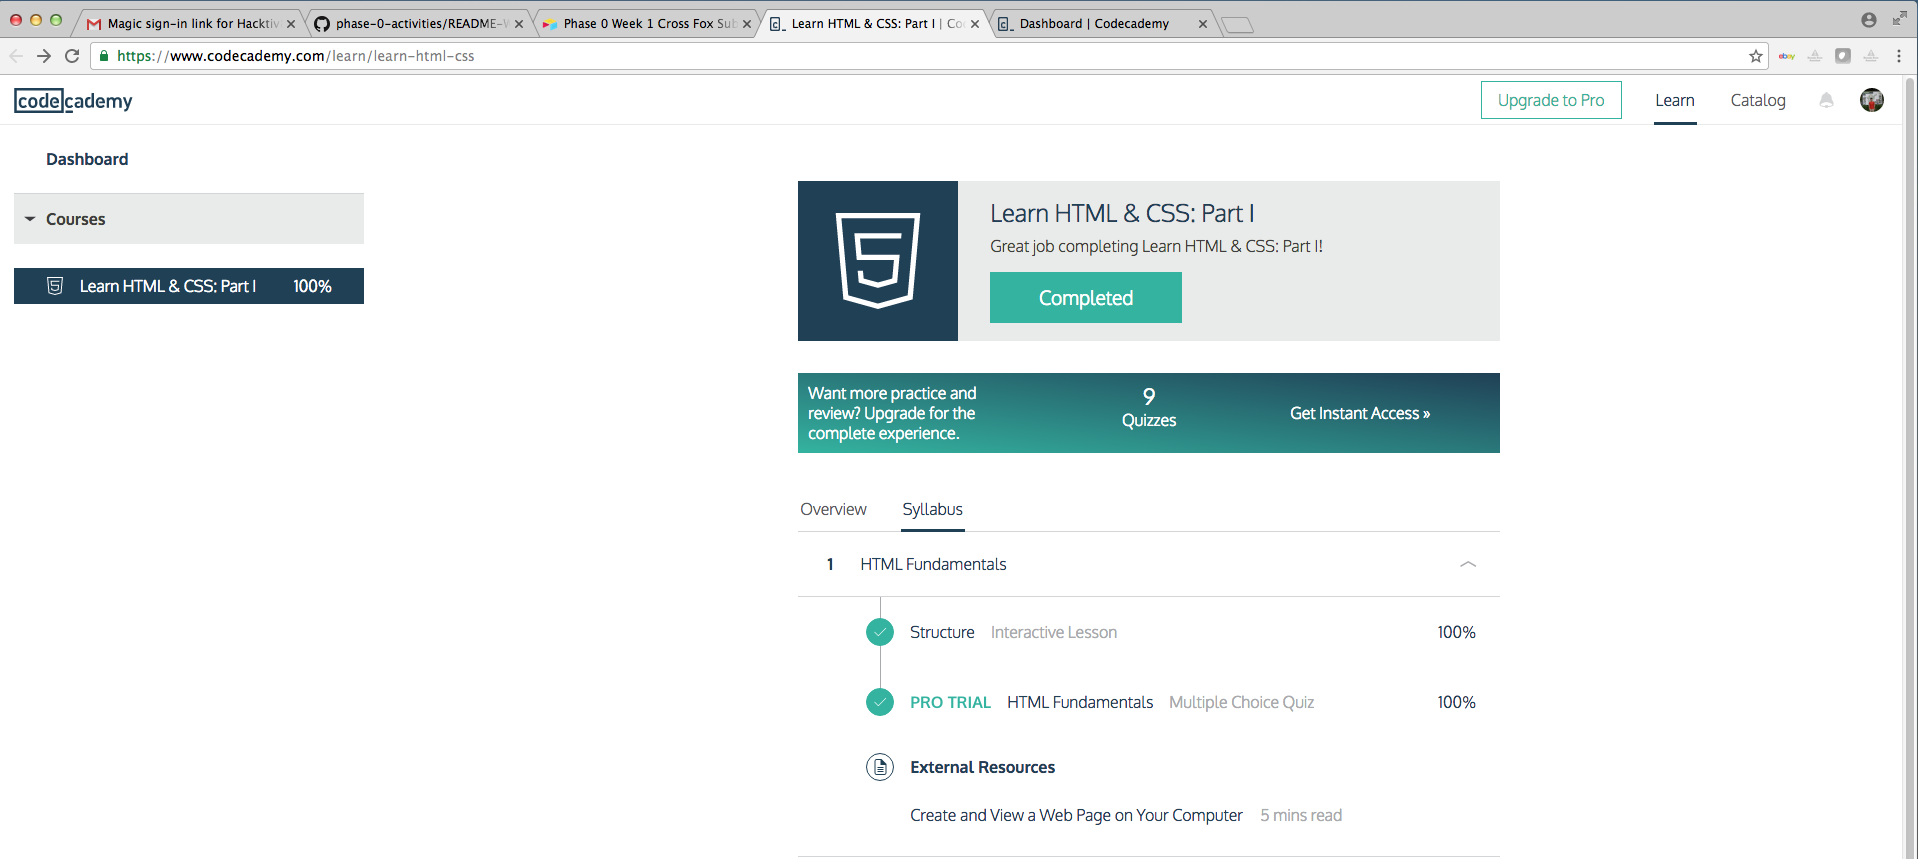 Magic sign-in link for Hacktiv
phase-0-activities/README-W
Phase 0 Week 1 Cross Fox Sub
Learn HTML & CSS: Part I | Co
Dashboard | Codecademy
https://www.codecademy.com/learn/learn-html-css
ebay
codecademy
Upgrade to Pro
Learn
Catalog
Dashboard
Courses
Learn HTML & CSS: Part I 100%
Learn HTML & CSS: Part I
Great job completing Learn HTML & CSS: Part I!
Completed
Want more practice and
review? Upgrade for the
complete experience.
9
Quizzes
Get Instant Access »
Overview
Syllabus
1 HTML Fundamentals
Structure Interactive Lesson 100%
PRO TRIAL HTML Fundamentals Multiple Choice Quiz 100%
External Resources
Create and View a Web Page on Your Computer 5 mins read